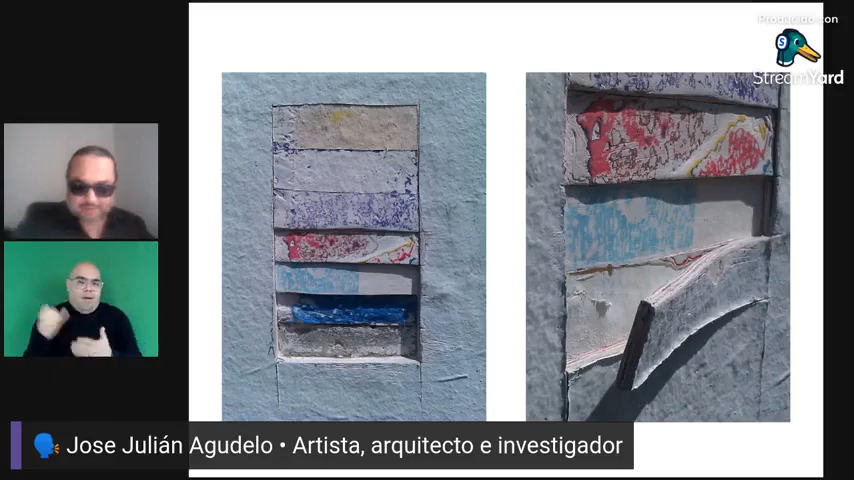 Producido con
StreamYard
Jose Julián Agudelo • Artista, arquitecto e investigador